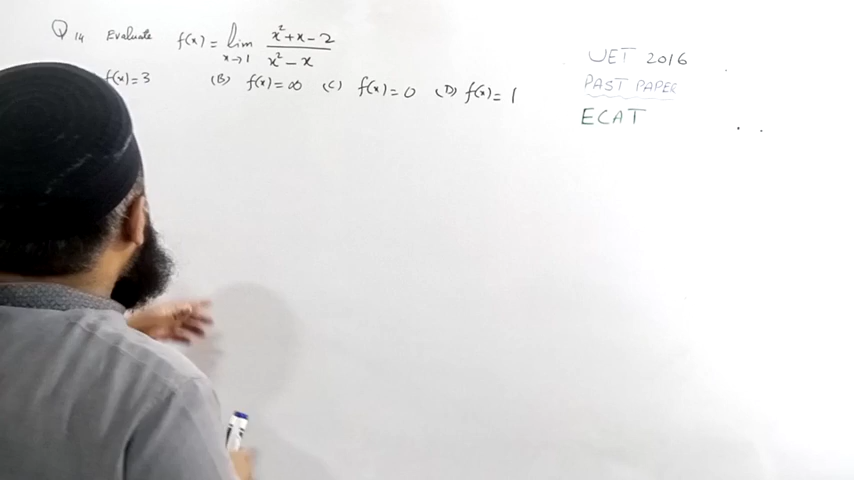 Q 14 Evaluate f(x) = lim x→1 x²+x-2 / x²-x
f(x)=3 (B) f(x)=∞ (C) f(x)=0 (D) f(x)=1
UET 2016
PAST PAPER
ECAT